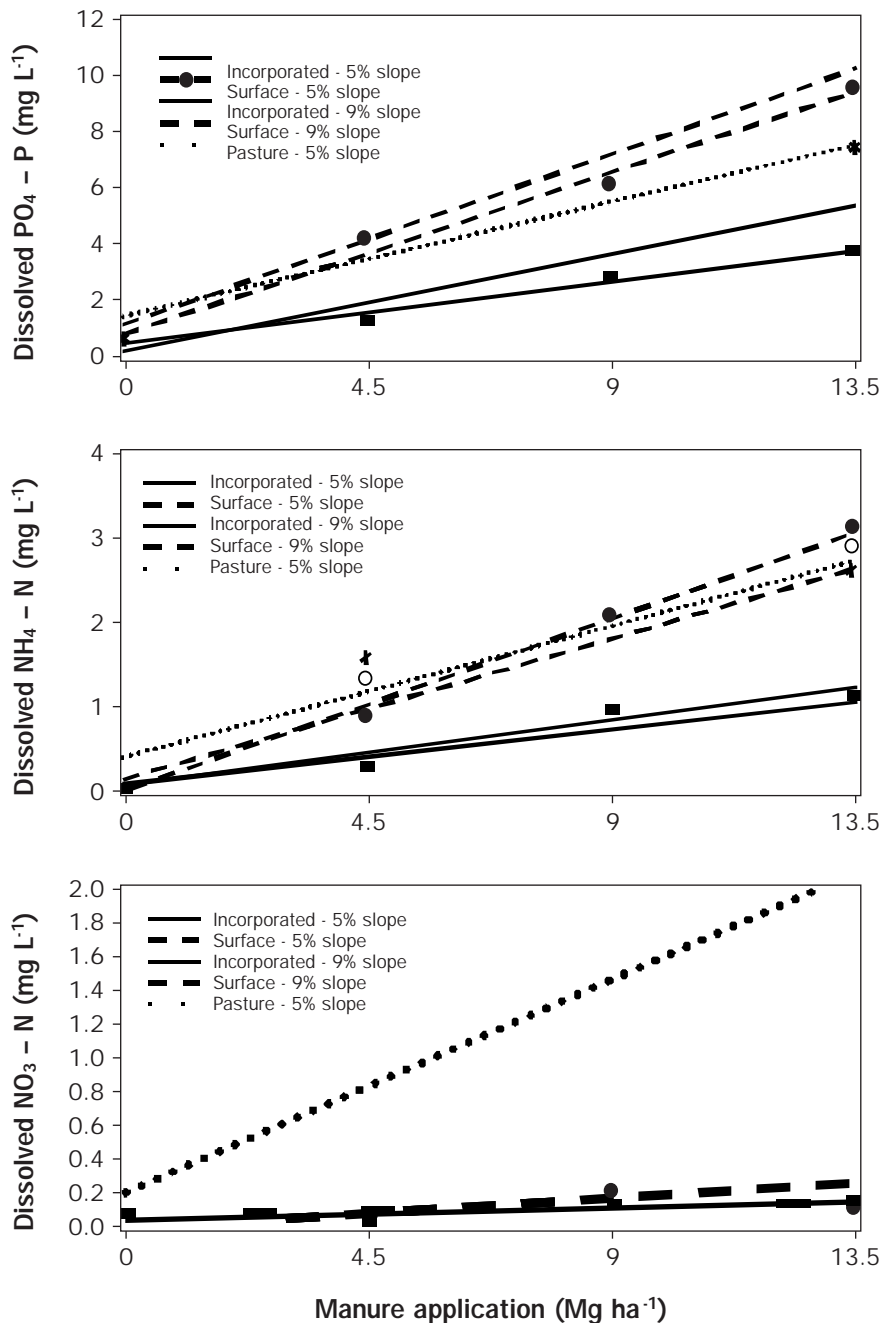 Dissolved PO₄ – P (mg L⁻¹)
12
10
8
6
4
2
0
Incorporated - 5% slope
Surface - 5% slope
Incorporated - 9% slope
Surface - 9% slope
Pasture - 5% slope
0 4.5 9 13.5
Dissolved NH₄ – N (mg L⁻¹)
4
3
2
1
0
Incorporated - 5% slope
Surface - 5% slope
Incorporated - 9% slope
Surface - 9% slope
Pasture - 5% slope
0 4.5 9 13.5
Dissolved NO₃ – N (mg L⁻¹)
2.0
1.8
1.6
1.4
1.2
1.0
0.8
0.6
0.4
0.2
0.0
Incorporated - 5% slope
Surface - 5% slope
Incorporated - 9% slope
Surface - 9% slope
Pasture - 5% slope
0 4.5 9 13.5
Manure application (Mg ha⁻¹)